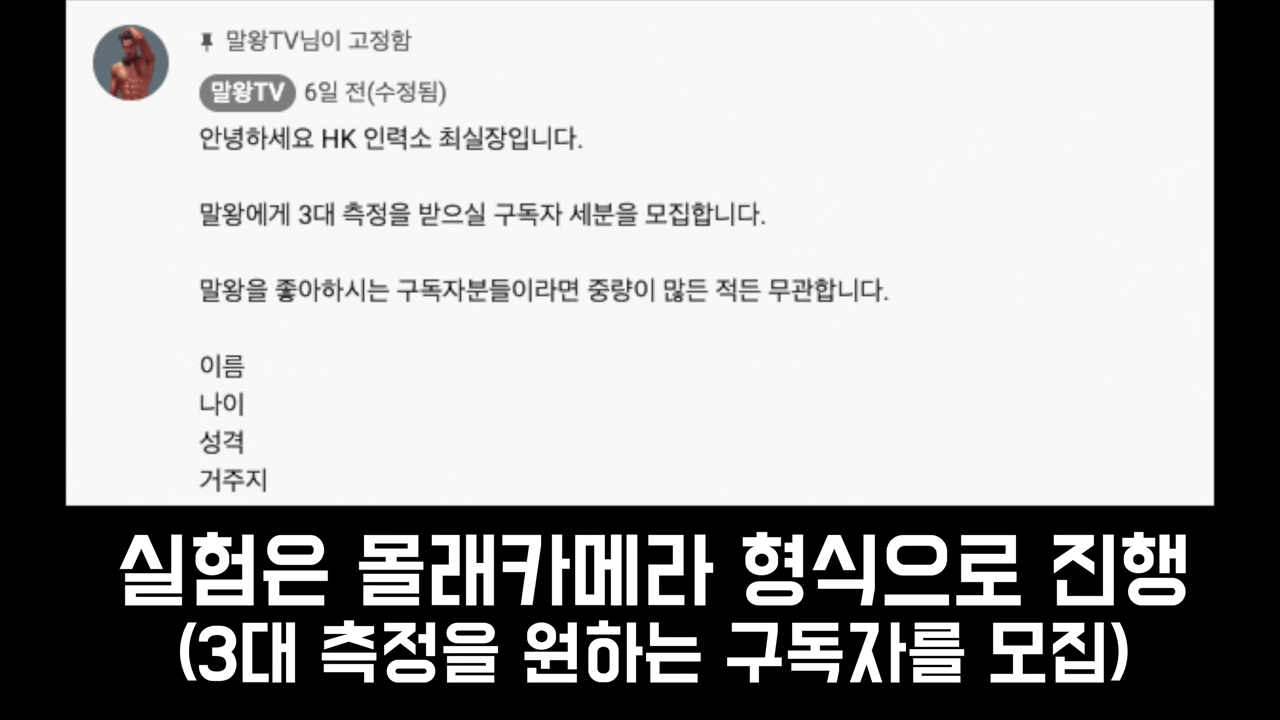 말왕TV님이 고정함
말왕TV 6일 전(수정됨)
안녕하세요 HK 인력소 최실장입니다.
말왕에게 3대 측정을 받으실 구독자 세분을 모집합니다.
말왕을 좋아하시는 구독자분들이라면 중량이 많든 적든 무관합니다.
이름
나이
성격
거주지
실험은 몰래카메라 형식으로 진행
(3대 측정을 원하는 구독자를 모집)